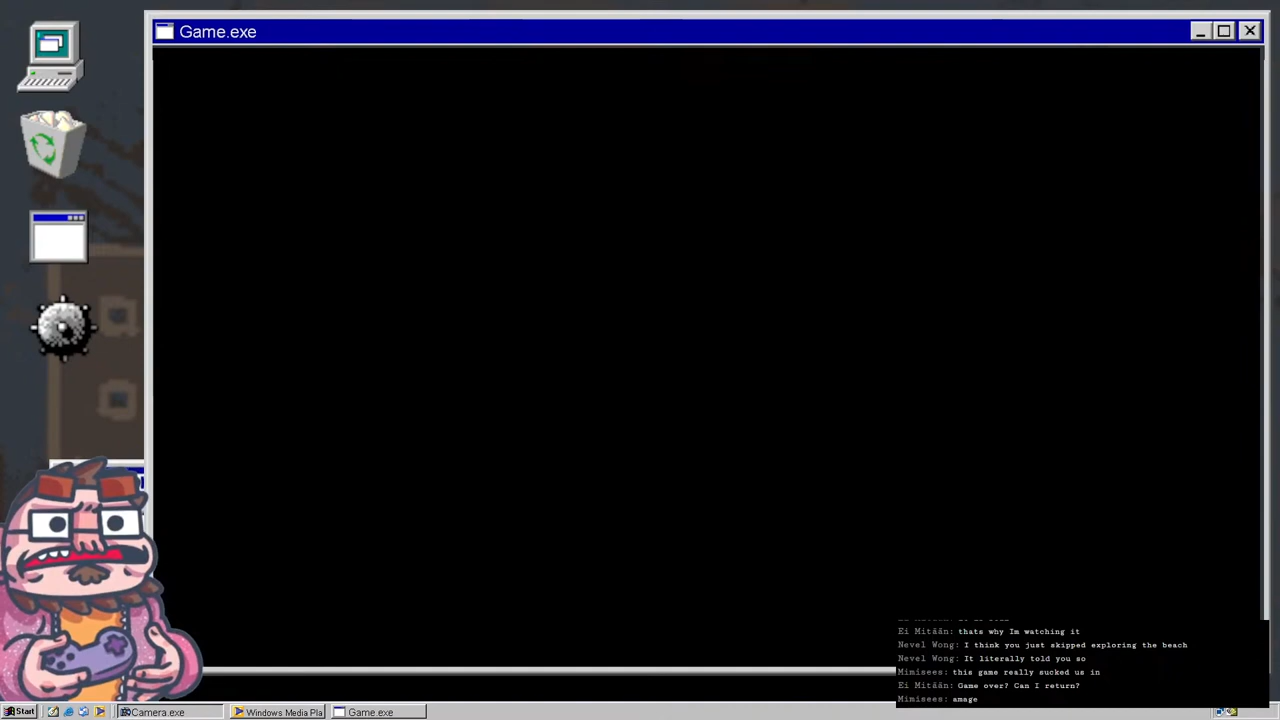 Game.exe
Ei Mitään: thats why Im watching it
Nevel Wong: I think you just skipped exploring the beach
Nevel Wong: It literally told you so
Mimisees: this game really sucked us in
Ei Mitään: Game over? Can I return?
Mimisees: amage
Start
Camera.exe
Windows Media Pla
Game.exe